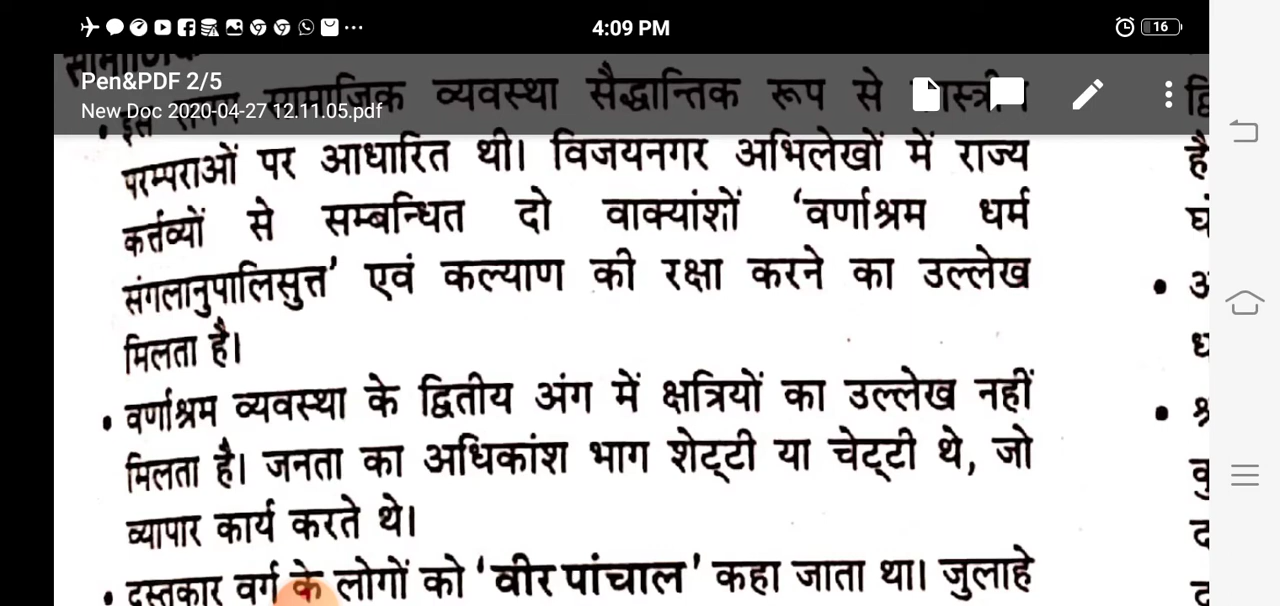 4:09 PM
16
सामाजिक
Pen&PDF 2/5
New Doc 2020-04-27 12.11.05.pdf
• इस समय सामाजिक व्यवस्था सैद्धान्तिक रूप से
परम्पराओं पर आधारित थी। विजयनगर अभिलेखों में राज्य
कर्त्तव्यों से सम्बन्धित दो वाक्यांशों 'वर्णाश्रम धर्म
संगलानुपालिसुत्त' एवं कल्याण की रक्षा करने का उल्लेख
मिलता है।
• वर्णाश्रम व्यवस्था के द्वितीय अंग में क्षत्रियों का उल्लेख नहीं
मिलता है। जनता का अधिकांश भाग शेट्टी या चेट्टी थे, जो
व्यापार कार्य करते थे।
• दस्तकार वर्ग के लोगों को 'वीर पांचाल' कहा जाता था। जुलाहे
है